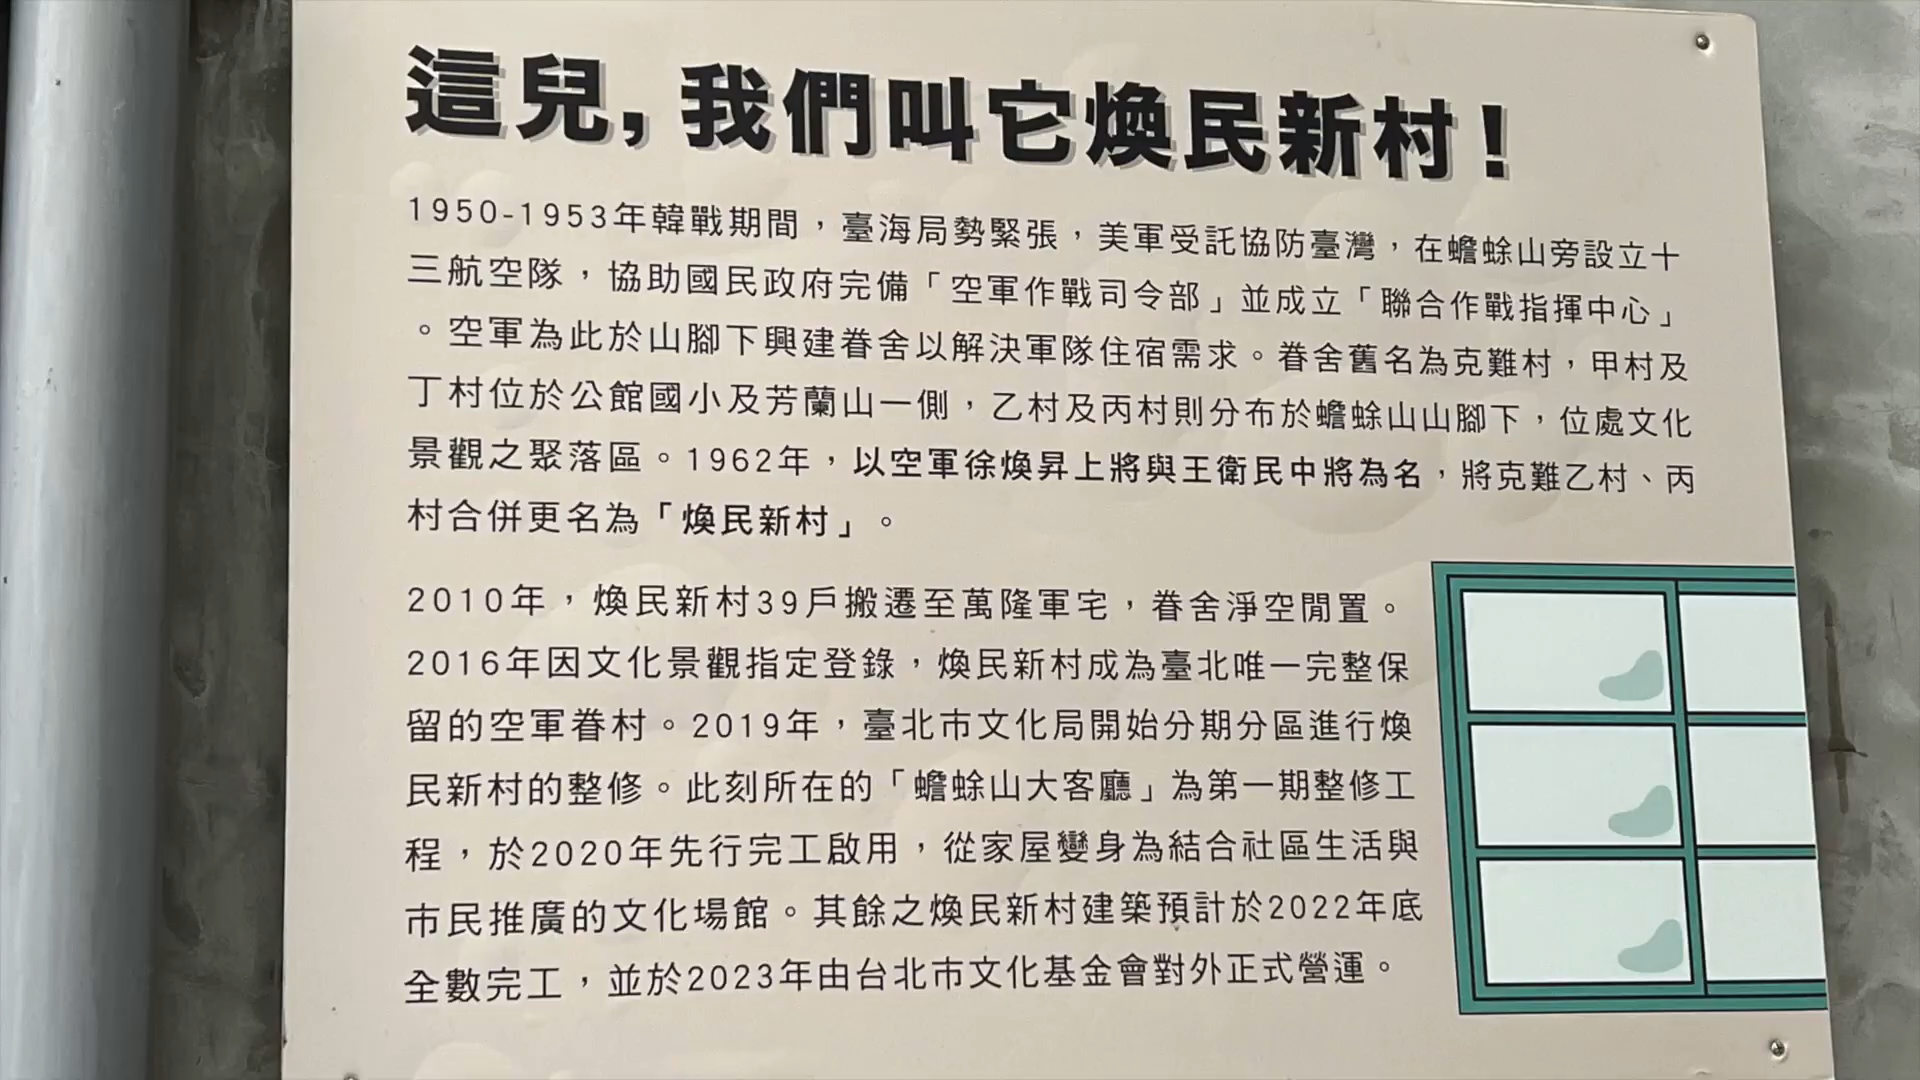 這兒,我們叫它煥民新村!
1950-1953年韓戰期間，臺海局勢緊張，美軍受託協防臺灣，在蟾蜍山旁設立十
三航空隊，協助國民政府完備「空軍作戰司令部」並成立「聯合作戰指揮中心」
。空軍為此於山腳下興建眷舍以解決軍隊住宿需求。眷舍舊名為克難村，甲村及
丁村位於公館國小及芳蘭山一側，乙村及丙村則分布於蟾蜍山山腳下，位處文化
景觀之聚落區。1962年，以空軍徐煥昇上將與王衛民中將為名，將克難乙村、丙
村合併更名為「煥民新村」。
2010年，煥民新村39戶搬遷至萬隆軍宅，眷舍淨空閒置。
2016年因文化景觀指定登錄，煥民新村成為臺北唯一完整保
留的空軍眷村。2019年，臺北市文化局開始分期分區進行煥
民新村的整修。此刻所在的「蟾蜍山大客廳」為第一期整修工
程，於2020年先行完工啟用，從家屋變身為結合社區生活與
市民推廣的文化場館。其餘之煥民新村建築預計於2022年底
全數完工，並於2023年由台北市文化基金會對外正式營運。